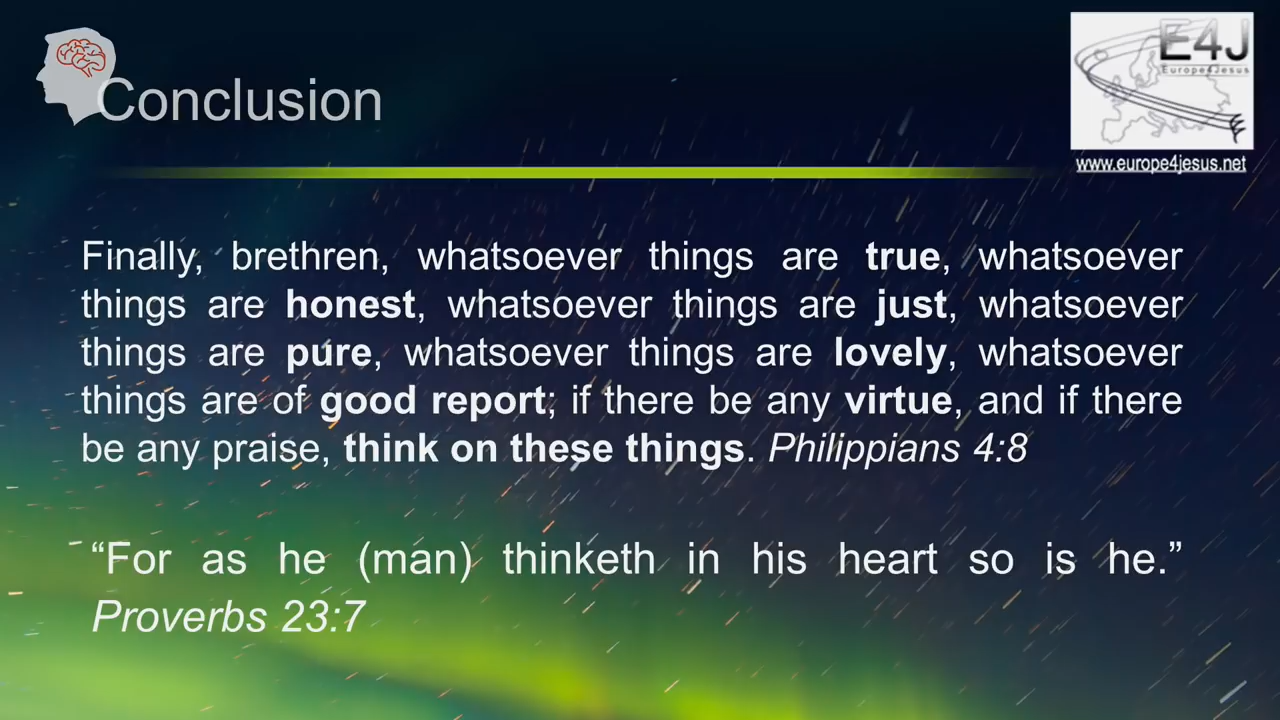 Conclusion
E4J
Europe4Jesus
www.europe4jesus.net
Finally, brethren, whatsoever things are true, whatsoever
things are honest, whatsoever things are just, whatsoever
things are pure, whatsoever things are lovely, whatsoever
things are of good report; if there be any virtue, and if there
be any praise, think on these things. Philippians 4:8
“For as he (man) thinketh in his heart so is he.”
Proverbs 23:7